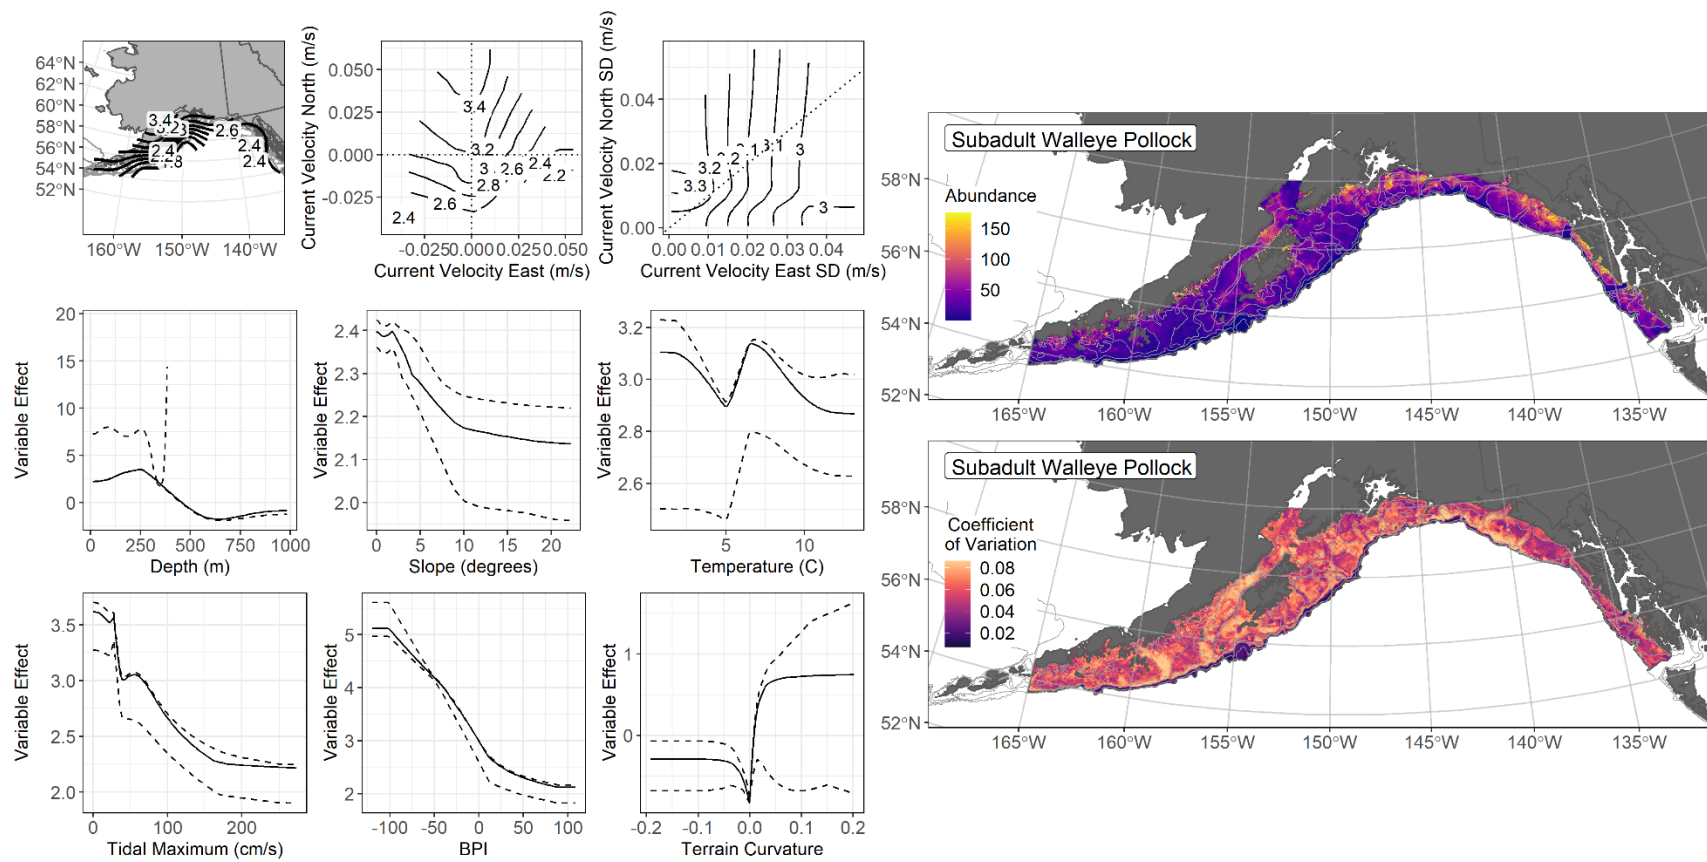 64°N
62°N
60°N
58°N
56°N
54°N
52°N
160°W 150°W 140°W
3.4
3.2
2.6
2.4
2.4
2.4
Current Velocity North (m/s)
0.050
0.025
0.000
-0.025
3.4
3.2
2.6
2.4
2.8
2.6
2.4
-0.025 0.000 0.025 0.050
Current Velocity East (m/s)
Current Velocity North SD (m/s)
0.04
0.02
0.00
3.2
3.3
3
3
0.00 0.01 0.02 0.03 0.04
Current Velocity East SD (m/s)
Variable Effect
20
15
10
5
0
0 250 500 750 1000
Depth (m)
Variable Effect
2.4
2.3
2.2
2.1
2.0
0 5 10 15 20
Slope (degrees)
Variable Effect
3.2
3.0
2.8
2.6
5 10
Temperature (C)
Variable Effect
3.5
3.0
2.5
2.0
0 100 200
Tidal Maximum (cm/s)
Variable Effect
5
4
3
2
-100 -50 0 50 100
BPI
Variable Effect
1
0
-0.2 -0.1 0.0 0.1 0.2
Terrain Curvature
Subadult Walleye Pollock
Abundance
150
100
50
58°N
56°N
54°N
52°N
165°W 160°W 155°W 150°W 145°W 140°W 135°W
Subadult Walleye Pollock
Coefficient
of Variation
0.08
0.06
0.04
0.02
58°N
56°N
54°N
52°N
165°W 160°W 155°W 150°W 145°W 140°W 135°W